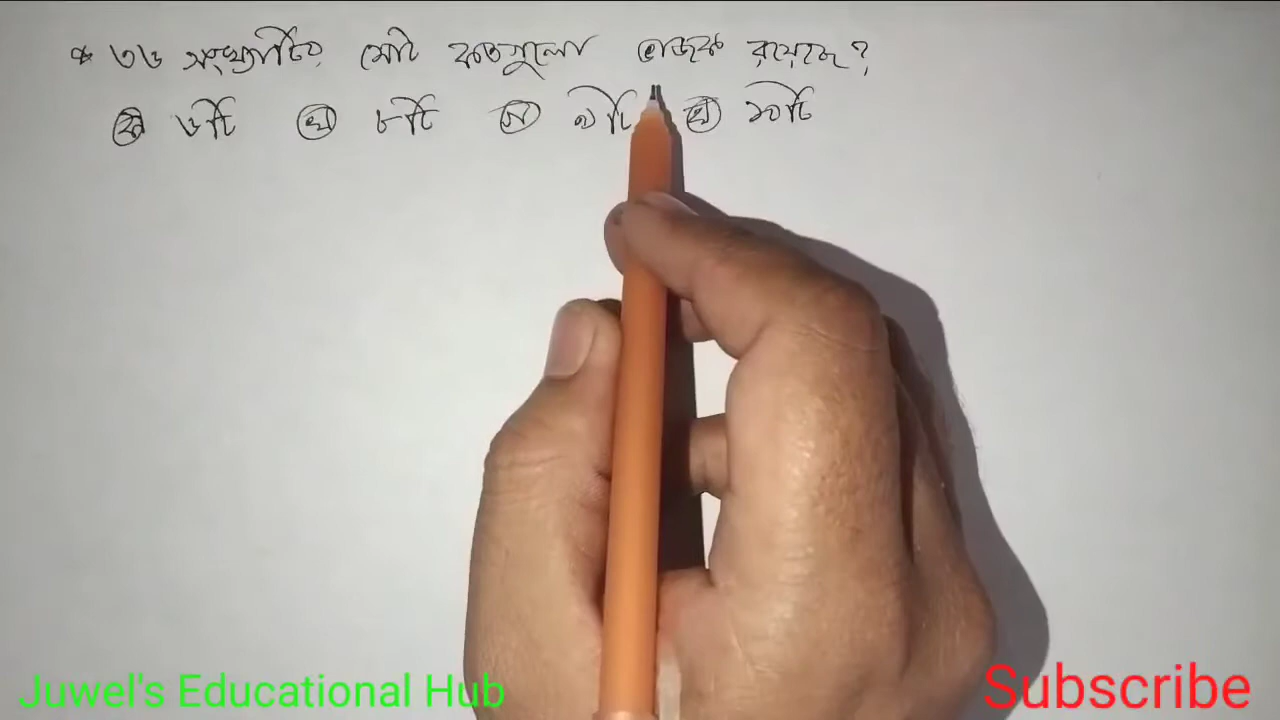 * ৩৬ সংখ্যাটির মোট কতগুলো ভাজক রয়েছে?
ক ৬টি খ ৮টি গ ৯টি ঘ ১০টি
Juwel's Educational Hub
Subscribe